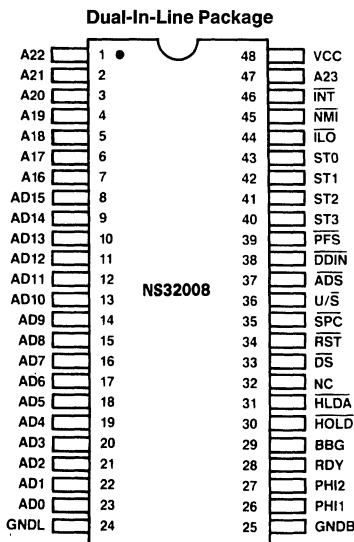 Dual-In-Line Package
A22 1 48 VCC
A21 2 47 A23
A20 3 46 INT
A19 4 45 NMI
A18 5 44 ILO
A17 6 43 ST0
A16 7 42 ST1
AD15 8 41 ST2
AD14 9 40 ST3
AD13 10 39 PFS
AD12 11 38 DDIN
AD11 12 37 ADS
AD10 13 NS32008 36 U/S
AD9 14 35 SPC
AD8 15 34 RST
AD7 16 33 DS
AD6 17 32 NC
AD5 18 31 HLDA
AD4 19 30 HOLD
AD3 20 29 BBG
AD2 21 28 RDY
AD1 22 27 PHI2
AD0 23 26 PHI1
GNDL 24 25 GNDB